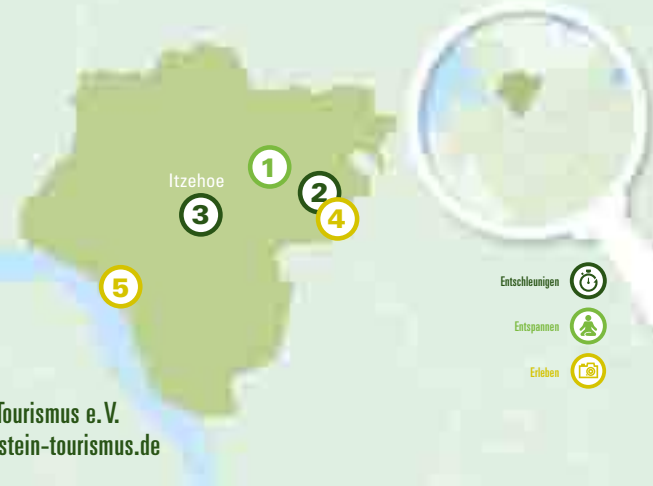 1
Itzehoe
2
3
4
5
Entschleunigen
Entspannen
Erleben
Tourismus e. V.
stein-tourismus.de